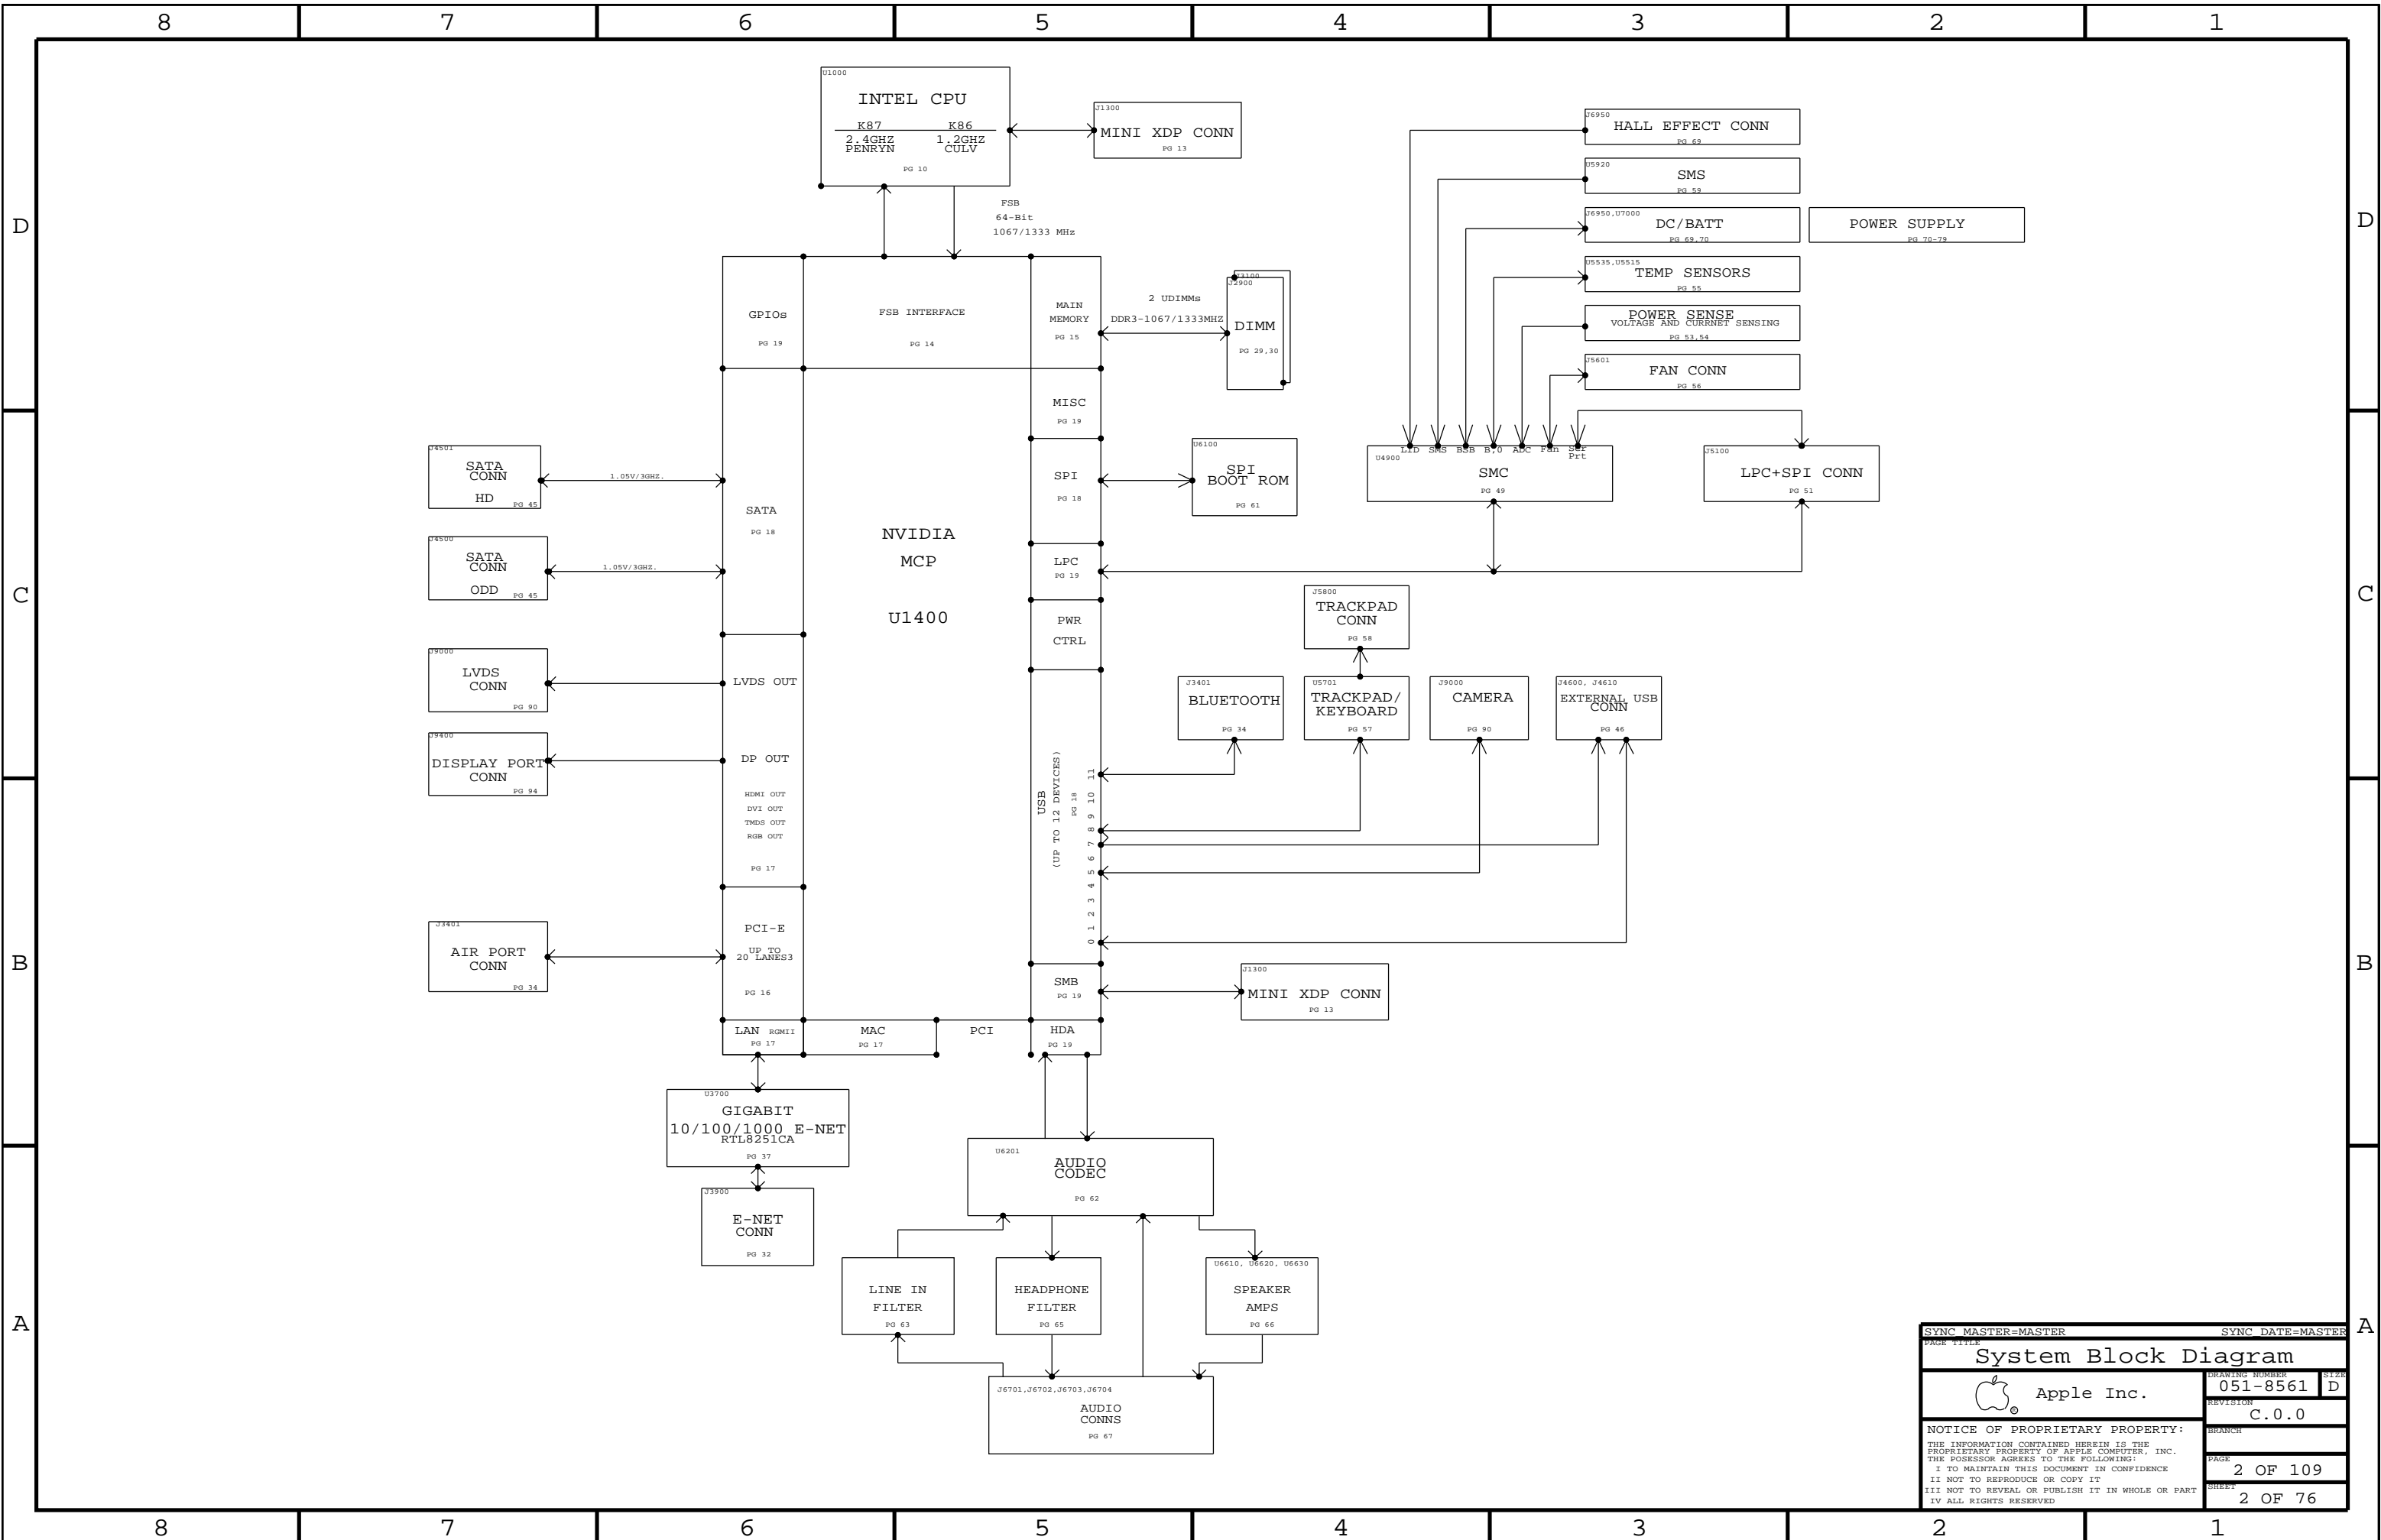 8 7 6 5 4 3 2 1
D
C
B
A
U1000
INTEL CPU
K87 K86
2.4GHZ 1.2GHZ
PENRYN CULV
PG 10
J1300
MINI XDP CONN
PG 13
FSB
64-Bit
1067/1333 MHz
J6950
HALL EFFECT CONN
PG 69
U5920
SMS
PG 59
J6950,U7000
DC/BATT
PG 69,70
POWER SUPPLY
PG 70-79
U5535,U5515
TEMP SENSORS
PG 55
POWER SENSE
VOLTAGE AND CURRNET SENSING
PG 53,54
J5601
FAN CONN
PG 56
GPIOs
PG 19
FSB INTERFACE
PG 14
MAIN
MEMORY
PG 15
2 UDIMMs
DDR3-1067/1333MHZ
J3100
J2900
DIMM
PG 29,30
MISC
PG 19
J4501
SATA
CONN
HD
PG 45
1.05V/3GHZ.
J4500
SATA
CONN
ODD
PG 45
1.05V/3GHZ.
SATA
PG 18
NVIDIA
MCP
U1400
SPI
PG 18
U6100
SPI
BOOT ROM
PG 61
LID SMS BSB B,0 ADC Fan Ser
Prt
U4900
SMC
PG 49
J5100
LPC+SPI CONN
PG 51
LPC
PG 19
PWR
CTRL
J5800
TRACKPAD
CONN
PG 58
J9000
LVDS
CONN
PG 90
LVDS OUT
J3401
BLUETOOTH
PG 34
U5701
TRACKPAD/
KEYBOARD
PG 57
J9000
CAMERA
PG 90
J4600, J4610
EXTERNAL USB
CONN
PG 46
J9400
DISPLAY PORT
CONN
PG 94
DP OUT
HDMI OUT
DVI OUT
TMDS OUT
RGB OUT
PG 17
USB
(UP TO 12 DEVICES)
PG 18
0 1 2 3 4 5 6 7 8 9 10 11
J3401
AIR PORT
CONN
PG 34
PCI-E
UP TO
20 LANES3
PG 16
SMB
PG 19
J1300
MINI XDP CONN
PG 13
LAN RGMII
PG 17
MAC
PG 17
PCI
HDA
PG 19
U3700
GIGABIT
10/100/1000 E-NET
RTL8251CA
PG 37
J3900
E-NET
CONN
PG 32
U6201
AUDIO
CODEC
PG 62
LINE IN
FILTER
PG 63
HEADPHONE
FILTER
PG 65
U6610, U6620, U6630
SPEAKER
AMPS
PG 66
J6701,J6702,J6703,J6704
AUDIO
CONNS
PG 67
D
C
B
A
SYNC_MASTER=MASTER SYNC_DATE=MASTER
PAGE TITLE
System Block Diagram
Apple Inc.
®
DRAWING NUMBER
051-8561
SIZE
D
REVISION
C.0.0
BRANCH
PAGE
2 OF 109
SHEET
2 OF 76
NOTICE OF PROPRIETARY PROPERTY:
THE INFORMATION CONTAINED HEREIN IS THE
PROPRIETARY PROPERTY OF APPLE COMPUTER, INC.
THE POSESSOR AGREES TO THE FOLLOWING:
I TO MAINTAIN THIS DOCUMENT IN CONFIDENCE
II NOT TO REPRODUCE OR COPY IT
III NOT TO REVEAL OR PUBLISH IT IN WHOLE OR PART
IV ALL RIGHTS RESERVED
8 7 6 5 4 3 2 1